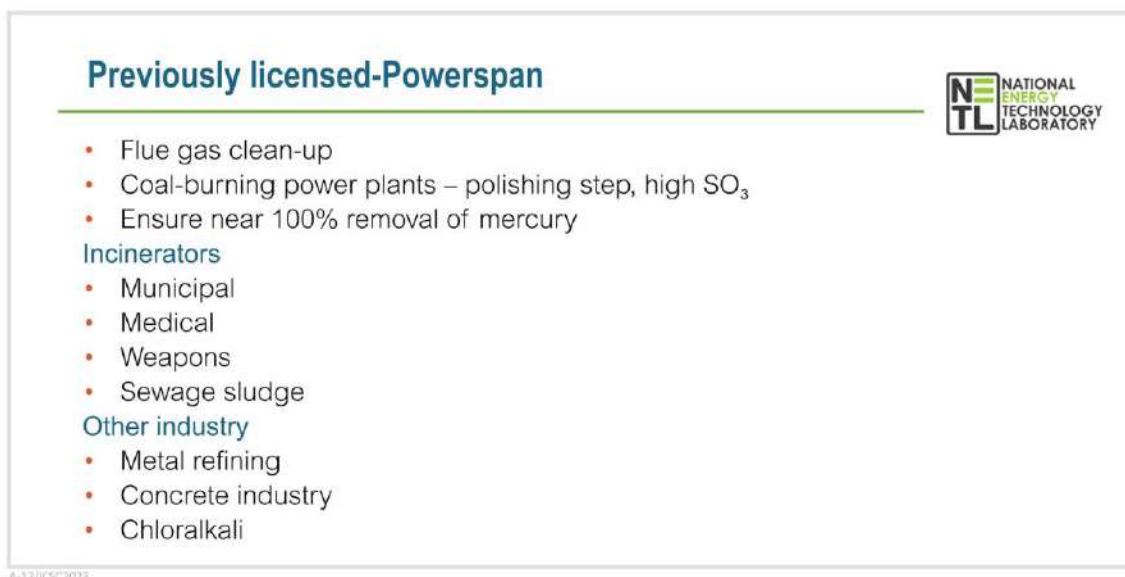 Previously licensed-Powerspan
NATIONAL
ENERGY
TECHNOLOGY
LABORATORY
NE
TL
• Flue gas clean-up
• Coal-burning power plants – polishing step, high SO₃
• Ensure near 100% removal of mercury
Incinerators
• Municipal
• Medical
• Weapons
• Sewage sludge
Other industry
• Metal refining
• Concrete industry
• Chloralkali